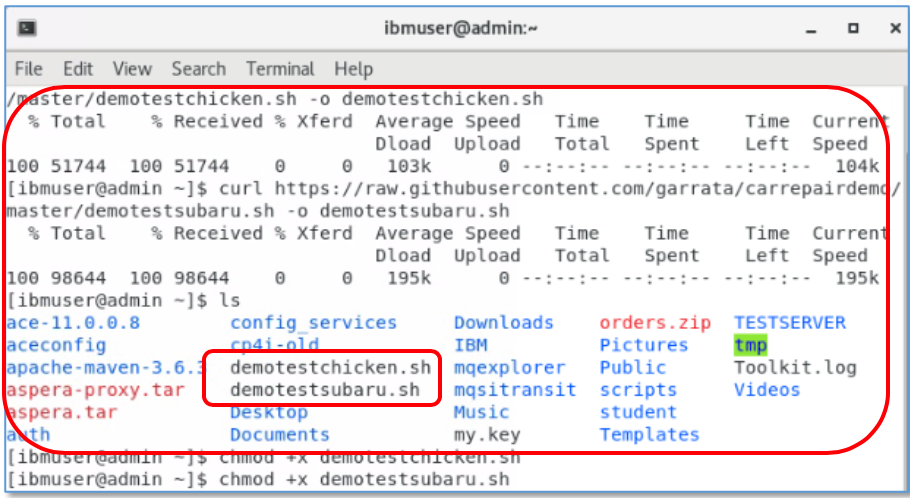 ibmuser@admin:~
File Edit View Search Terminal Help
/master/demotestchicken.sh -o demotestchicken.sh
  % Total    % Received % Xferd  Average Speed   Time    Time     Time  Current
                                 Dload  Upload   Total   Spent    Left  Speed
100 51744  100 51744    0     0   103k      0 --:--:-- --:--:-- --:--:--  104k
[ibmuser@admin ~]$ curl https://raw.githubusercontent.com/garrata/carrepairdemo/
master/demotestsubaru.sh -o demotestsubaru.sh
  % Total    % Received % Xferd  Average Speed   Time    Time     Time  Current
                                 Dload  Upload   Total   Spent    Left  Speed
100 98644  100 98644    0     0   195k      0 --:--:-- --:--:-- --:--:--  195k
[ibmuser@admin ~]$ ls
ace-11.0.0.8        config_services     Downloads    orders.zip  TESTSERVER
aceconfig           cp4i-old            IBM          Pictures    tmp
apache-maven-3.6.3  demotestchicken.sh  mqexplorer   Public      Toolkit.log
aspera-proxy.tar    demotestsubaru.sh   mqsitransit  scripts     Videos
aspera.tar          Desktop             Music        student
auth                Documents           my.key       Templates
[ibmuser@admin ~]$ chmod +x demotestchicken.sh
[ibmuser@admin ~]$ chmod +x demotestsubaru.sh